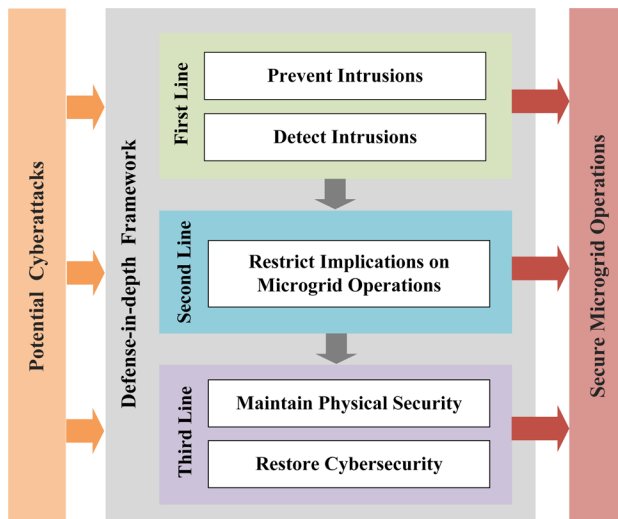 Potential Cyberattacks
Defense-in-depth Framework
First Line
Prevent Intrusions
Detect Intrusions
Second Line
Restrict Implications on
Microgrid Operations
Third Line
Maintain Physical Security
Restore Cybersecurity
Secure Microgrid Operations